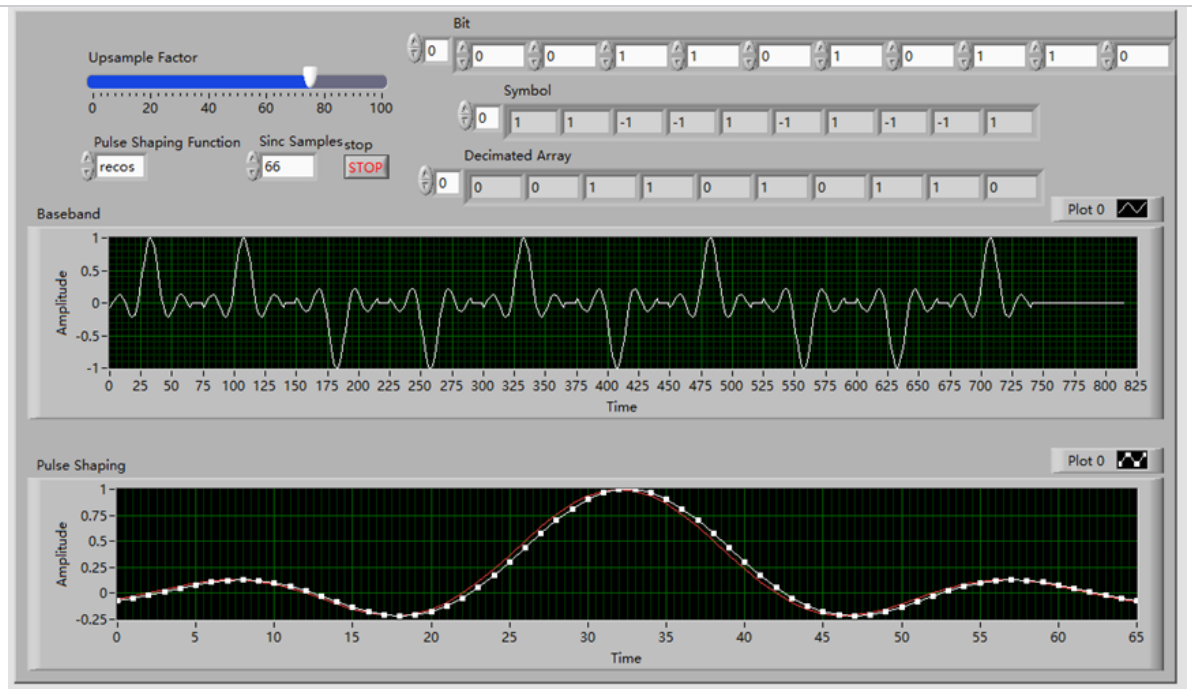 Bit
0 0 0 1 1 0 1 0 1 1 0
Upsample Factor
0 20 40 60 80 100
Symbol
0 1 1 -1 -1 1 -1 1 -1 -1 1
Pulse Shaping Function Sinc Samples stop
recos 66 STOP
Decimated Array
0 0 0 1 1 0 1 0 1 1 0
Baseband
Plot 0
Amplitude
1
0.5
0
-0.5
-1
0 25 50 75 100 125 150 175 200 225 250 275 300 325 350 375 400 425 450 475 500 525 550 575 600 625 650 675 700 725 750 775 800 825
Time
Pulse Shaping
Plot 0
Amplitude
1
0.75
0.5
0.25
0
-0.25
0 5 10 15 20 25 30 35 40 45 50 55 60 65
Time